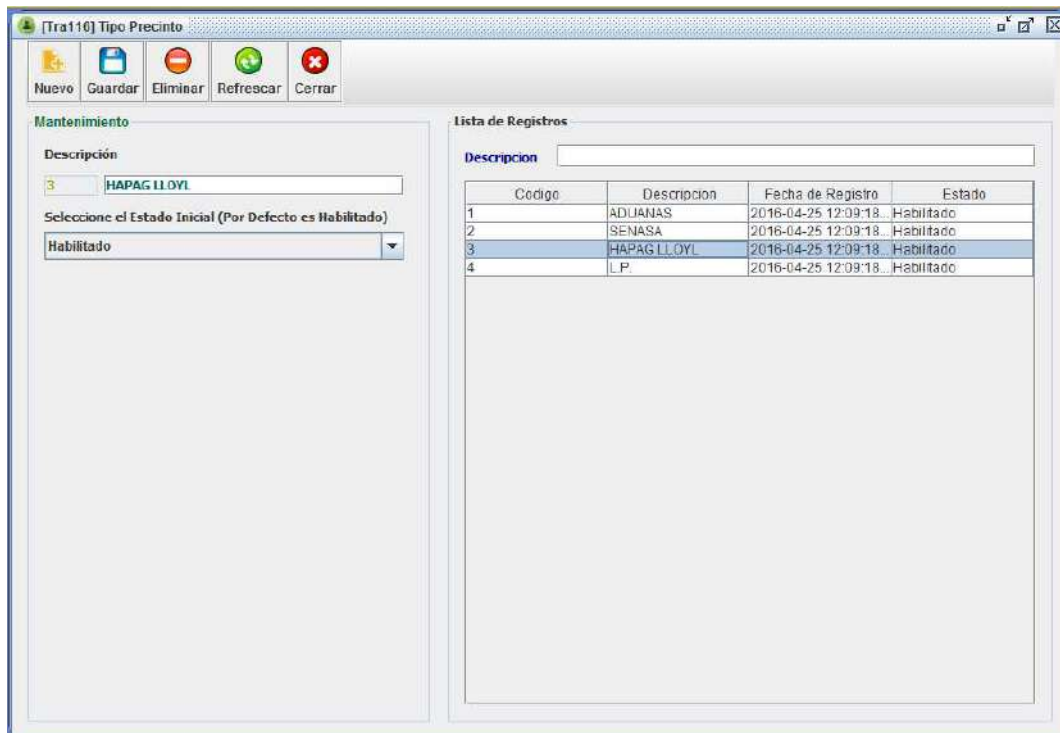 [Tra116] Tipo Precinto
Nuevo Guardar Eliminar Refrescar Cerrar
Mantenimiento
Descripción
3 HAPAG LLOYL
Seleccione el Estado Inicial (Por Defecto es Habilitado)
Habilitado
Lista de Registros
Descripcion
Codigo Descripcion Fecha de Registro Estado
1 ADUANAS 2016-04-25 12:09:18... Habilitado
2 SENASA 2016-04-25 12:09:18... Habilitado
3 HAPAG LLOYL 2016-04-25 12:09:18... Habilitado
4 L.P. 2016-04-25 12:09:18... Habilitado